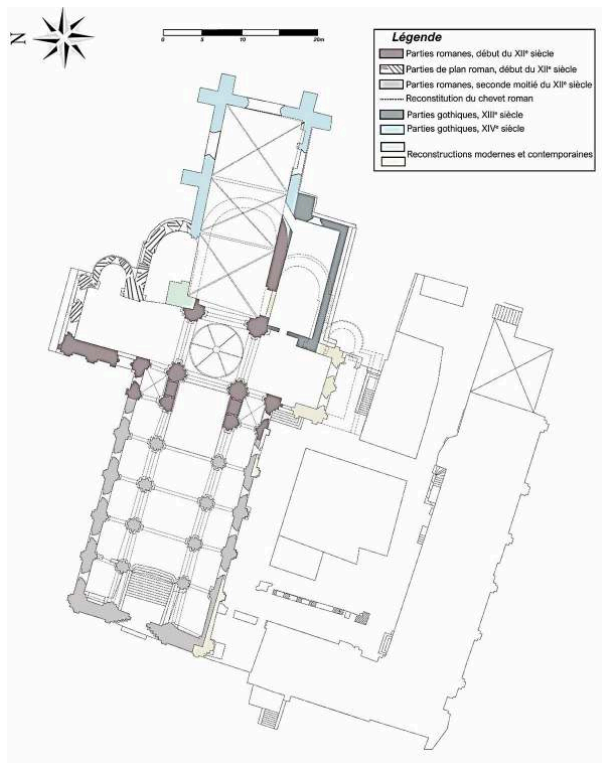 N
0 5 10 20m
Légende
Parties romanes, début du XIIᵉ siècle
Parties de plan roman, début du XIIᵉ siècle
Parties romanes, seconde moitié du XIIᵉ siècle
Reconstitution du chevet roman
Parties gothiques, XIIIᵉ siècle
Parties gothiques, XIVᵉ siècle
Reconstructions modernes et contemporaines